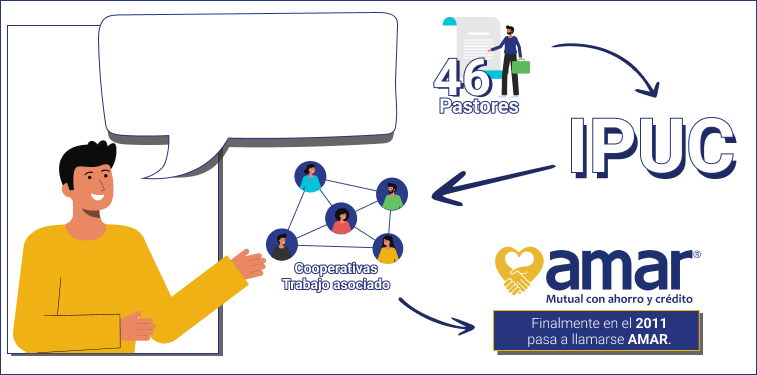 46
Pastores
IPUC
Cooperativas
Trabajo asociado
amar®
Mutual con ahorro y crédito
Finalmente en el 2011
pasa a llamarse AMAR.